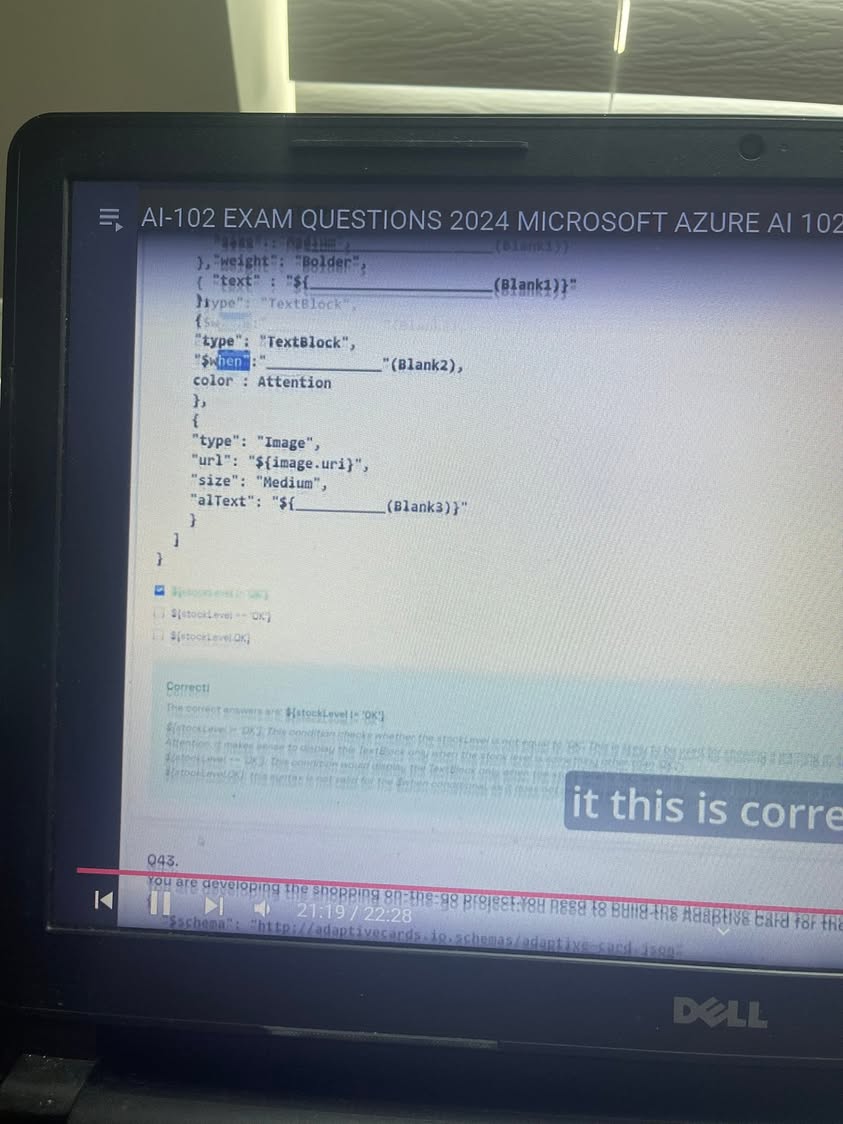 AI-102 EXAM QUESTIONS 2024 MICROSOFT AZURE AI 102
(Blank1)}
},"weight": "Bolder",
{ "text" : "${____________________(Blank1)}"
}type": "TextBlock",
{
"type": "TextBlock",
"$when":"_____________"(Blank2),
color : Attention
},
{
"type": "Image",
"url": "${image.uri}",
"size": "Medium",
"alText": "${__________(Blank3)}"
}
]
}
${stockLevel != 'OK'}
${stockLevel == 'OK'}
${stockLevel.OK}
Correct!
The correct answers are: ${stockLevel != 'OK'}
${stockLevel != 'OK'}: This condition checks whether the stockLevel is not equal to 'OK'. This is likely to be used for showing a
Attention. It makes sense to display the TextBlock only when the stock level is something other than 'OK'.
${stockLevel == 'OK'}: This condition would display the TextBlock only when the
${stockLevel.OK}: This syntax is not valid for the $when conditional, as it does not
it this is corre
Q43.
You are developing the shopping on-the-go project.You need to build the Adaptive Card for the
21:19 / 22:28
"$schema": "http://adaptivecards.io.schemas/adaptive-card.json"
DELL